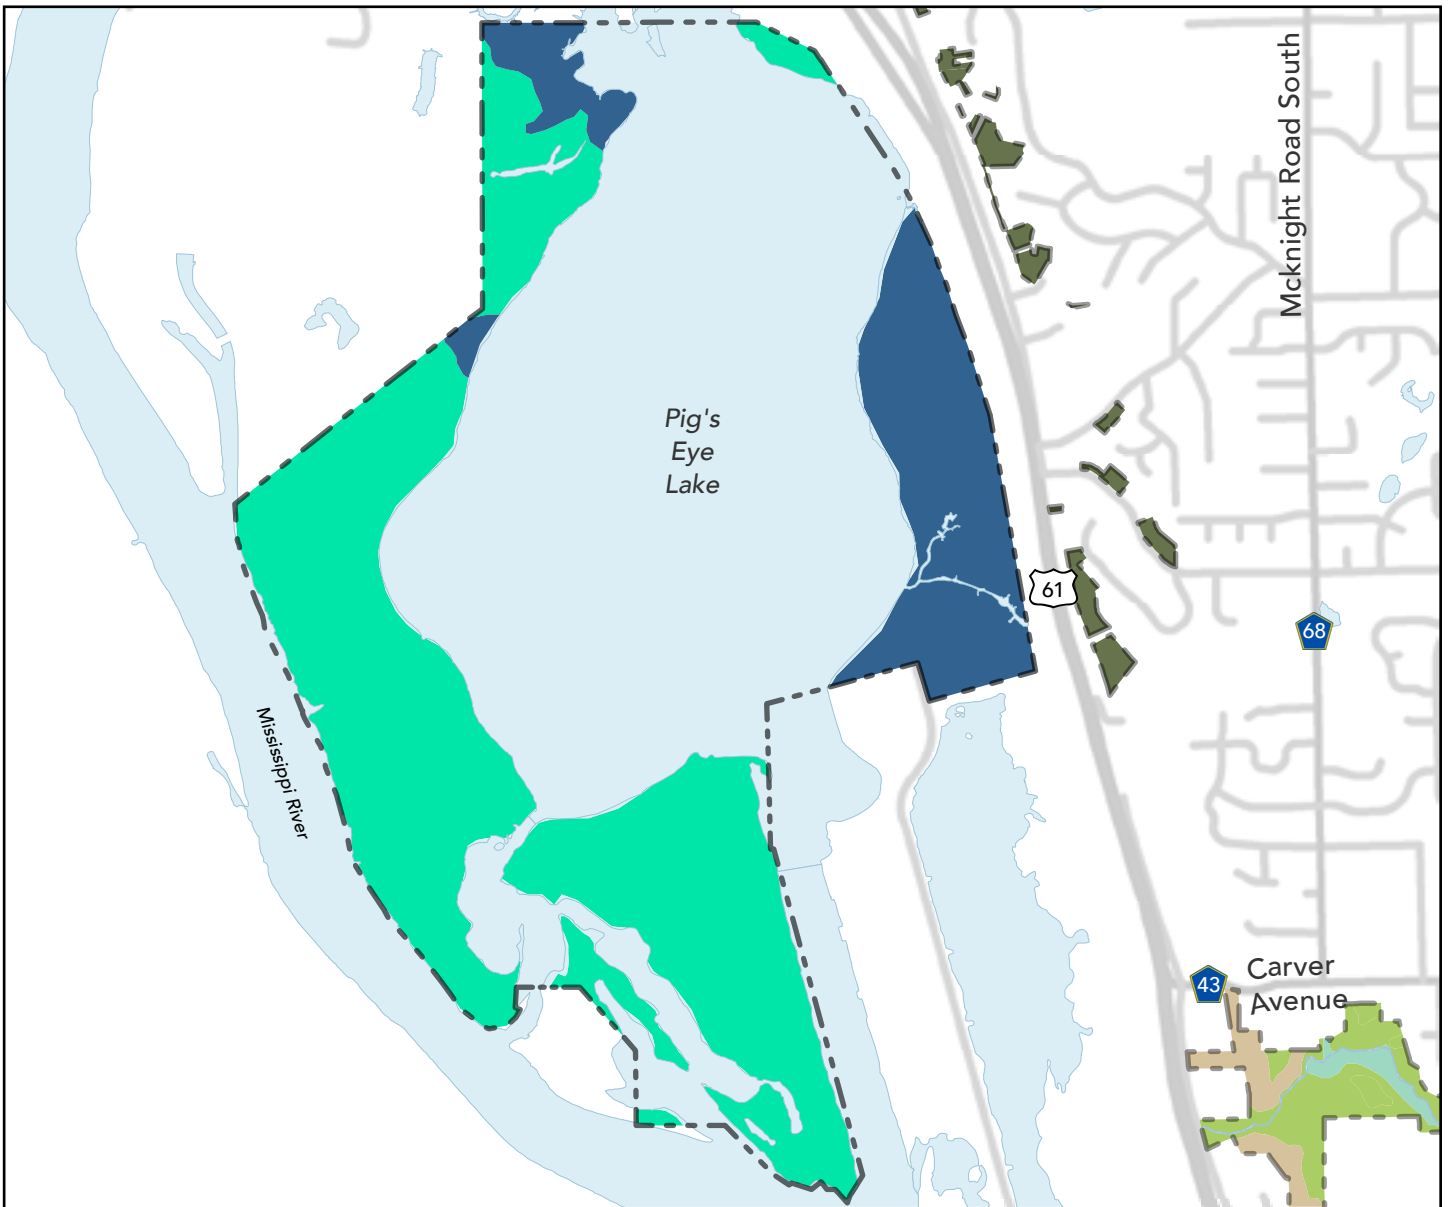 Mcknight Road South
Pig's
Eye
Lake
61
68
Mississippi River
43
Carver
Avenue